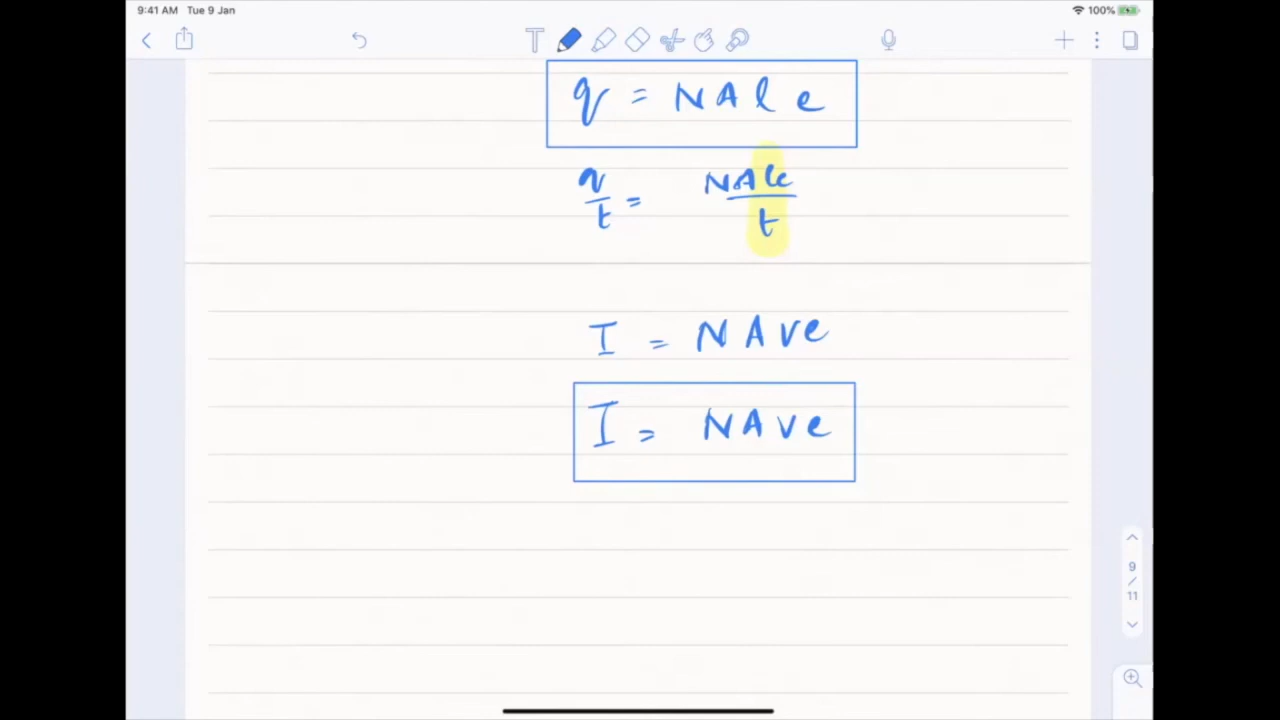 9:41 AM Tue 9 Jan
100%
T
q = NAle
q/t = NAle/t
I = NAve
I = NAve
9
/
11